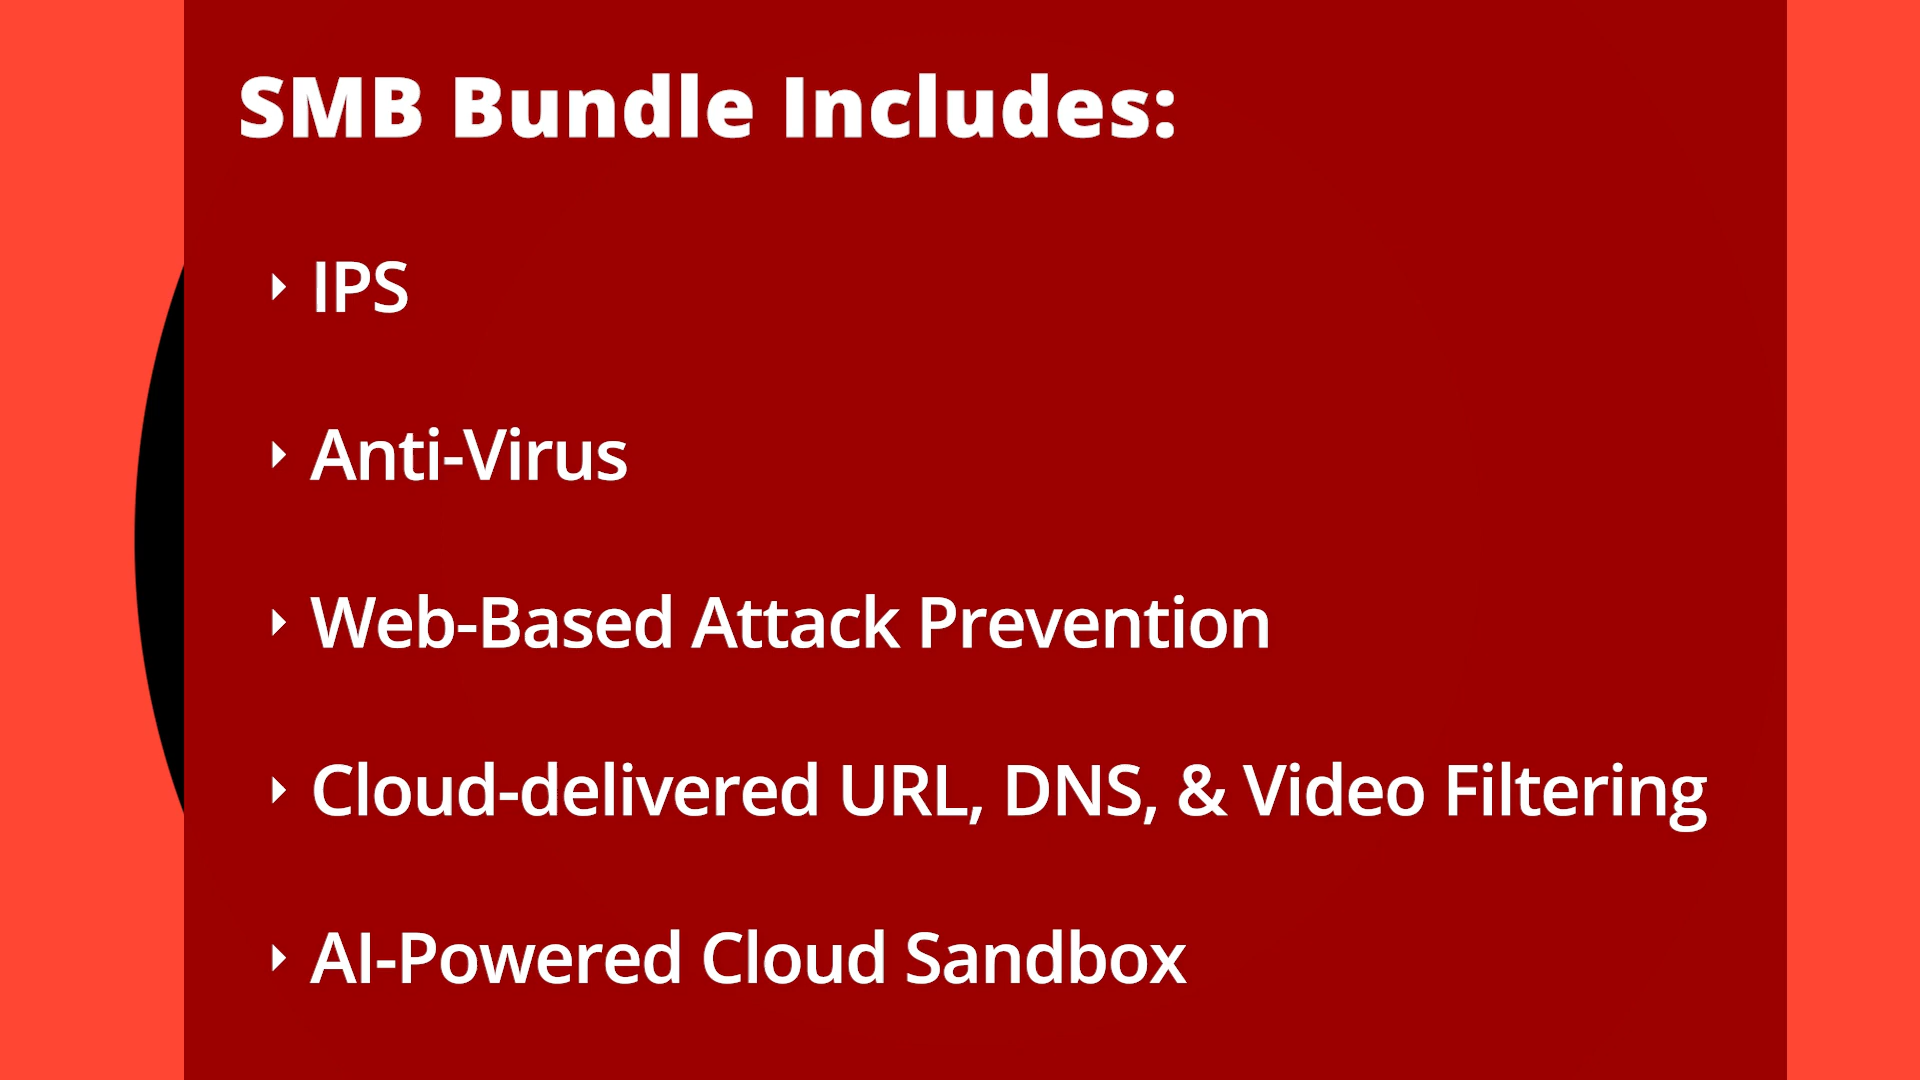 SMB Bundle Includes:
IPS
Anti-Virus
Web-Based Attack Prevention
Cloud-delivered URL, DNS, & Video Filtering
AI-Powered Cloud Sandbox